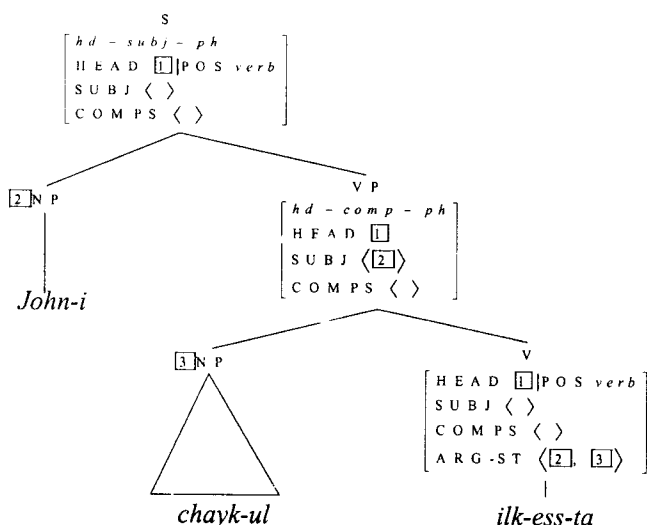 S
hd-subj-ph
HEAD [1]|POS verb
SUBJ ⟨ ⟩
COMPS ⟨ ⟩
[2]NP
VP
hd-comp-ph
HEAD [1]
SUBJ ⟨[2]⟩
COMPS ⟨ ⟩
John-i
[3]NP
V
HEAD [1]|POS verb
SUBJ ⟨ ⟩
COMPS ⟨ ⟩
ARG-ST ⟨[2], [3]⟩
chayk-ul
ilk-ess-ta